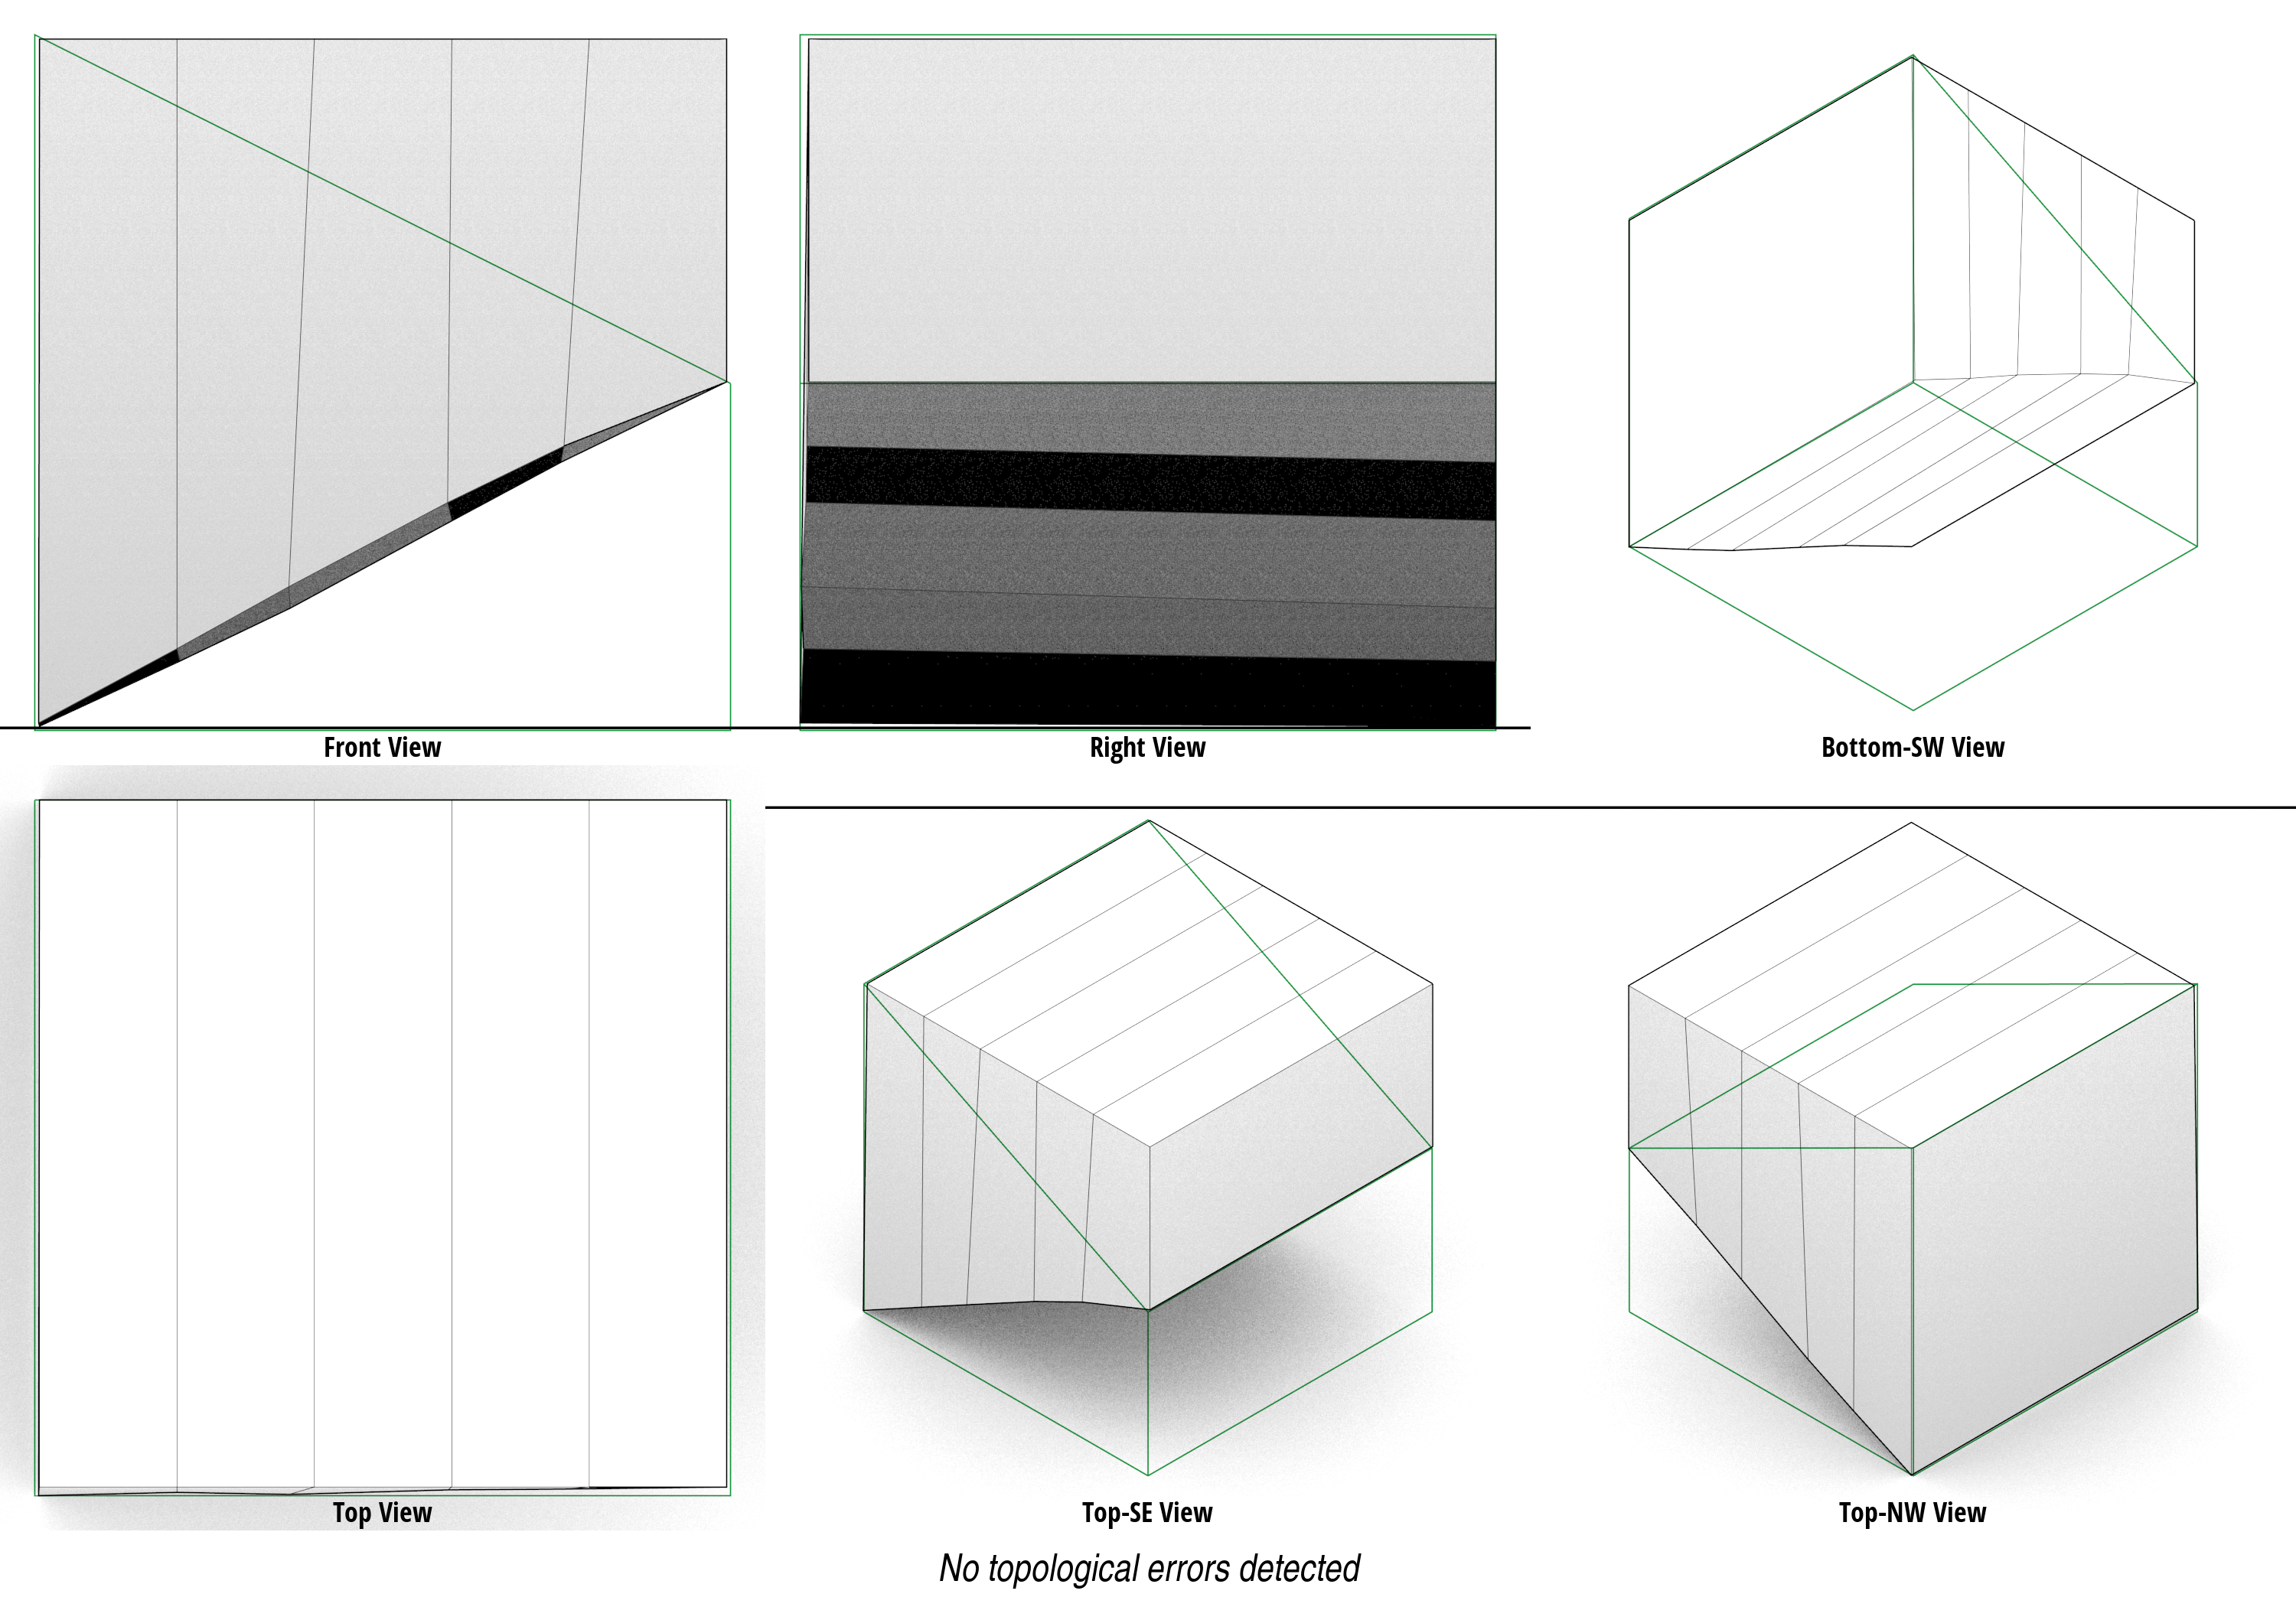 Front View
Right View
Bottom-SW View
Top View
Top-SE View
Top-NW View
No topological errors detected